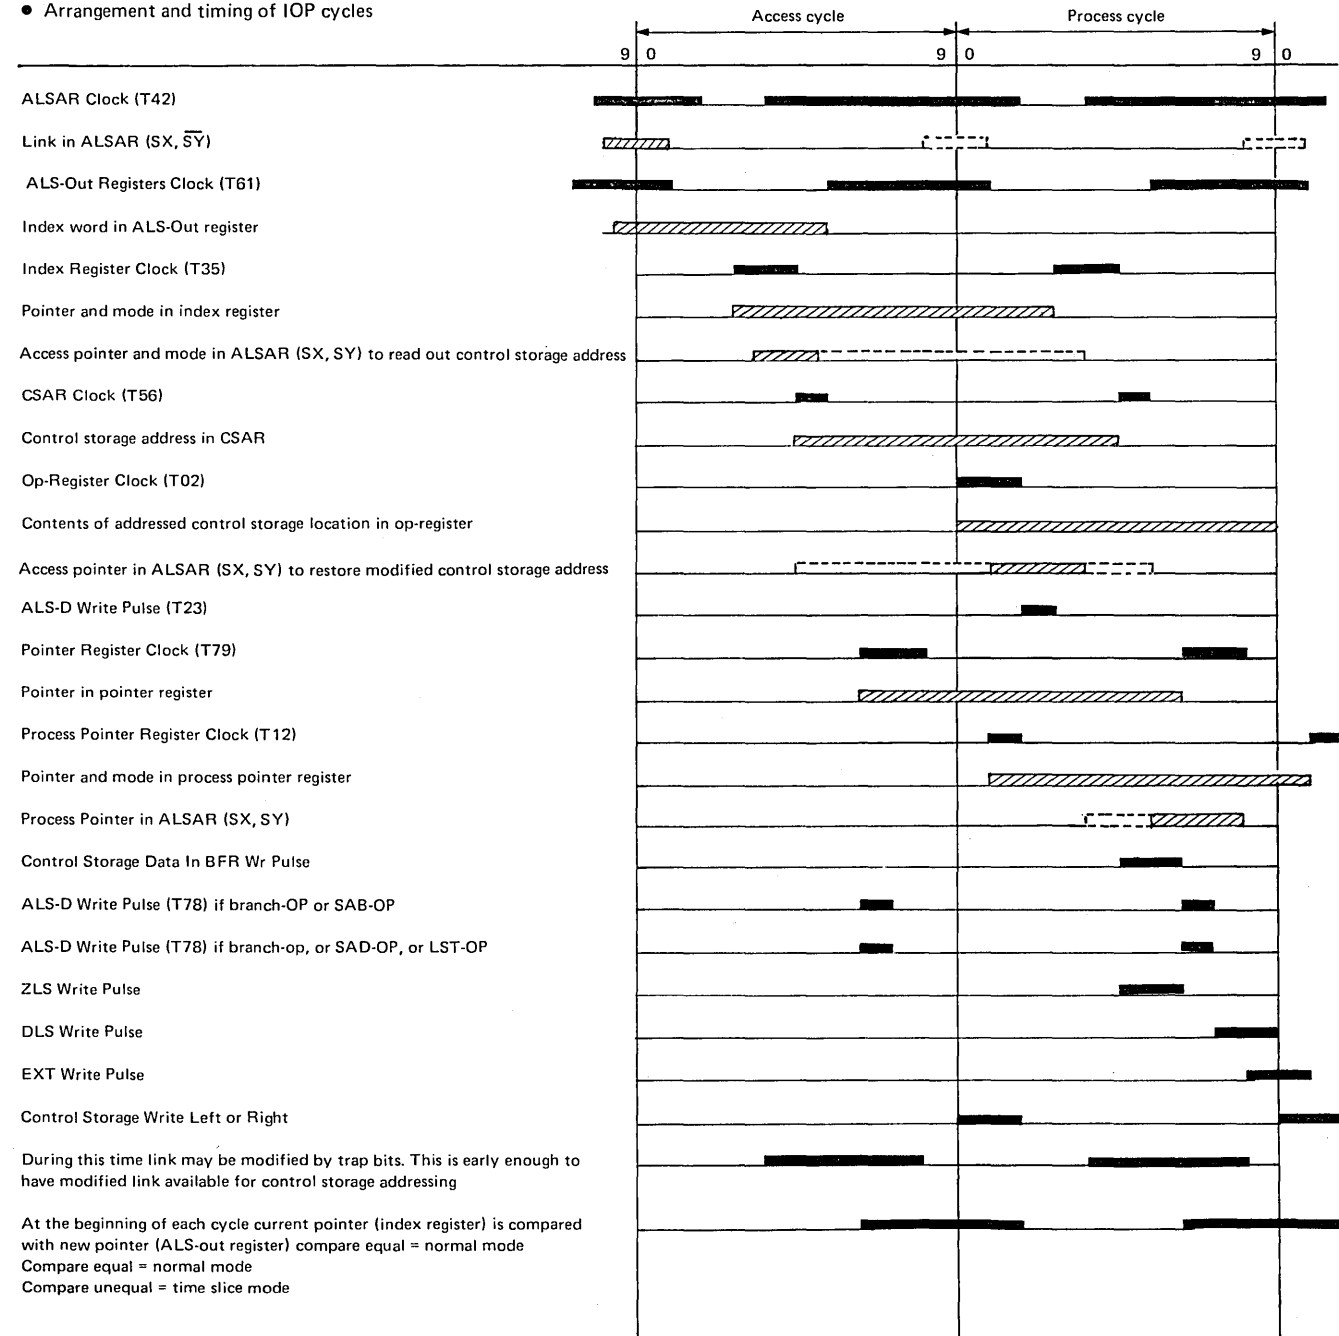 ● Arrangement and timing of IOP cycles
Access cycle
Process cycle
9 0
9 0
9 0
ALSAR Clock (T42)
Link in ALSAR (SX, S̅Y̅)
ALS-Out Registers Clock (T61)
Index word in ALS-Out register
Index Register Clock (T35)
Pointer and mode in index register
Access pointer and mode in ALSAR (SX, SY) to read out control storage address
CSAR Clock (T56)
Control storage address in CSAR
Op-Register Clock (T02)
Contents of addressed control storage location in op-register
Access pointer in ALSAR (SX, SY) to restore modified control storage address
ALS-D Write Pulse (T23)
Pointer Register Clock (T79)
Pointer in pointer register
Process Pointer Register Clock (T12)
Pointer and mode in process pointer register
Process Pointer in ALSAR (SX, SY)
Control Storage Data In BFR Wr Pulse
ALS-D Write Pulse (T78) if branch-OP or SAB-OP
ALS-D Write Pulse (T78) if branch-op, or SAD-OP, or LST-OP
ZLS Write Pulse
DLS Write Pulse
EXT Write Pulse
Control Storage Write Left or Right
During this time link may be modified by trap bits. This is early enough to
have modified link available for control storage addressing
At the beginning of each cycle current pointer (index register) is compared
with new pointer (ALS-out register) compare equal = normal mode
Compare equal = normal mode
Compare unequal = time slice mode